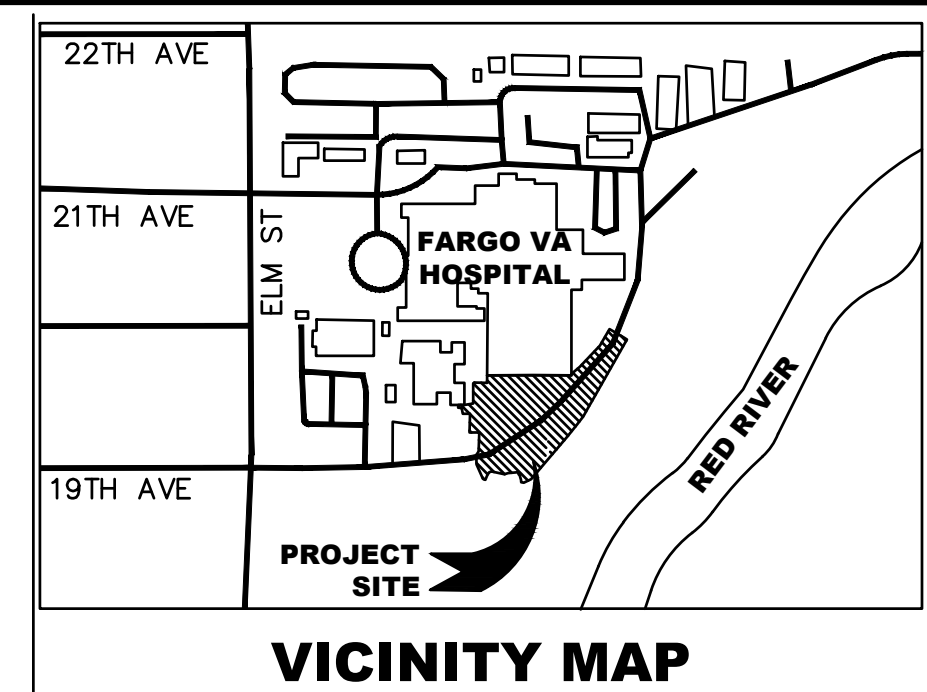 22TH AVE
21TH AVE
ELM ST
FARGO VA
HOSPITAL
RED RIVER
19TH AVE
PROJECT
SITE
VICINITY MAP